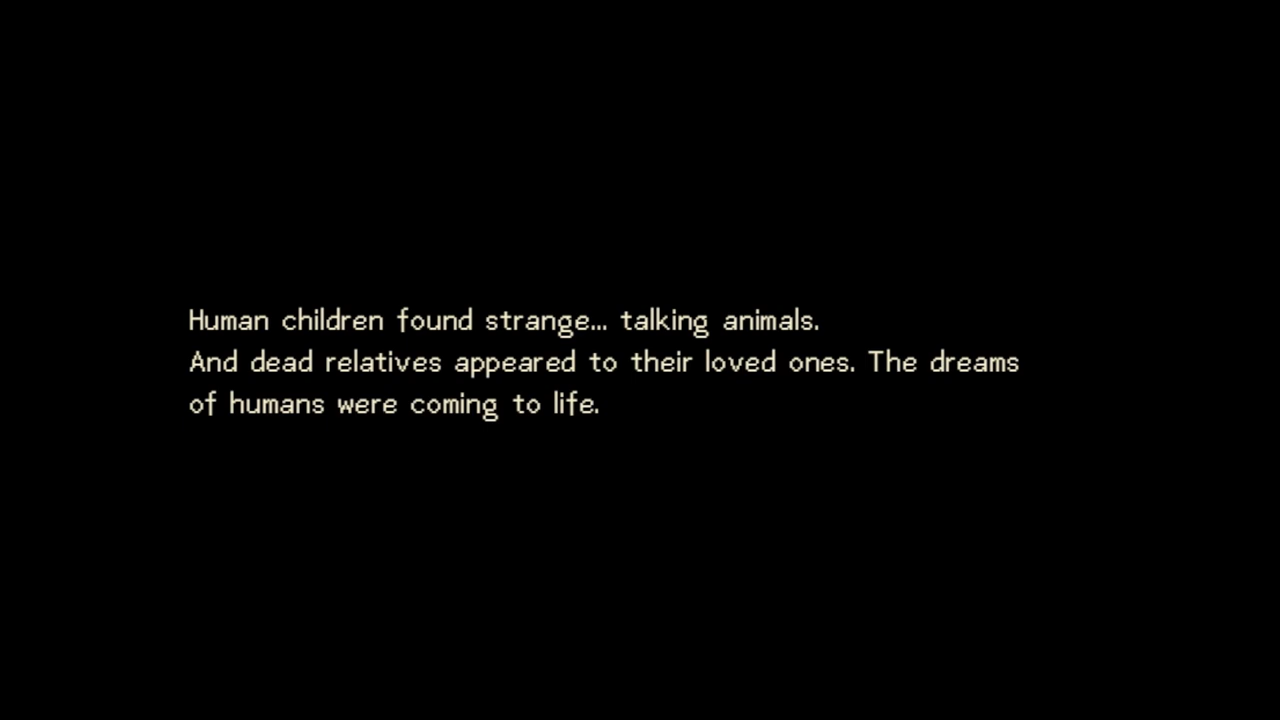 Human children found strange... talking animals.
And dead relatives appeared to their loved ones. The dreams
of humans were coming to life.